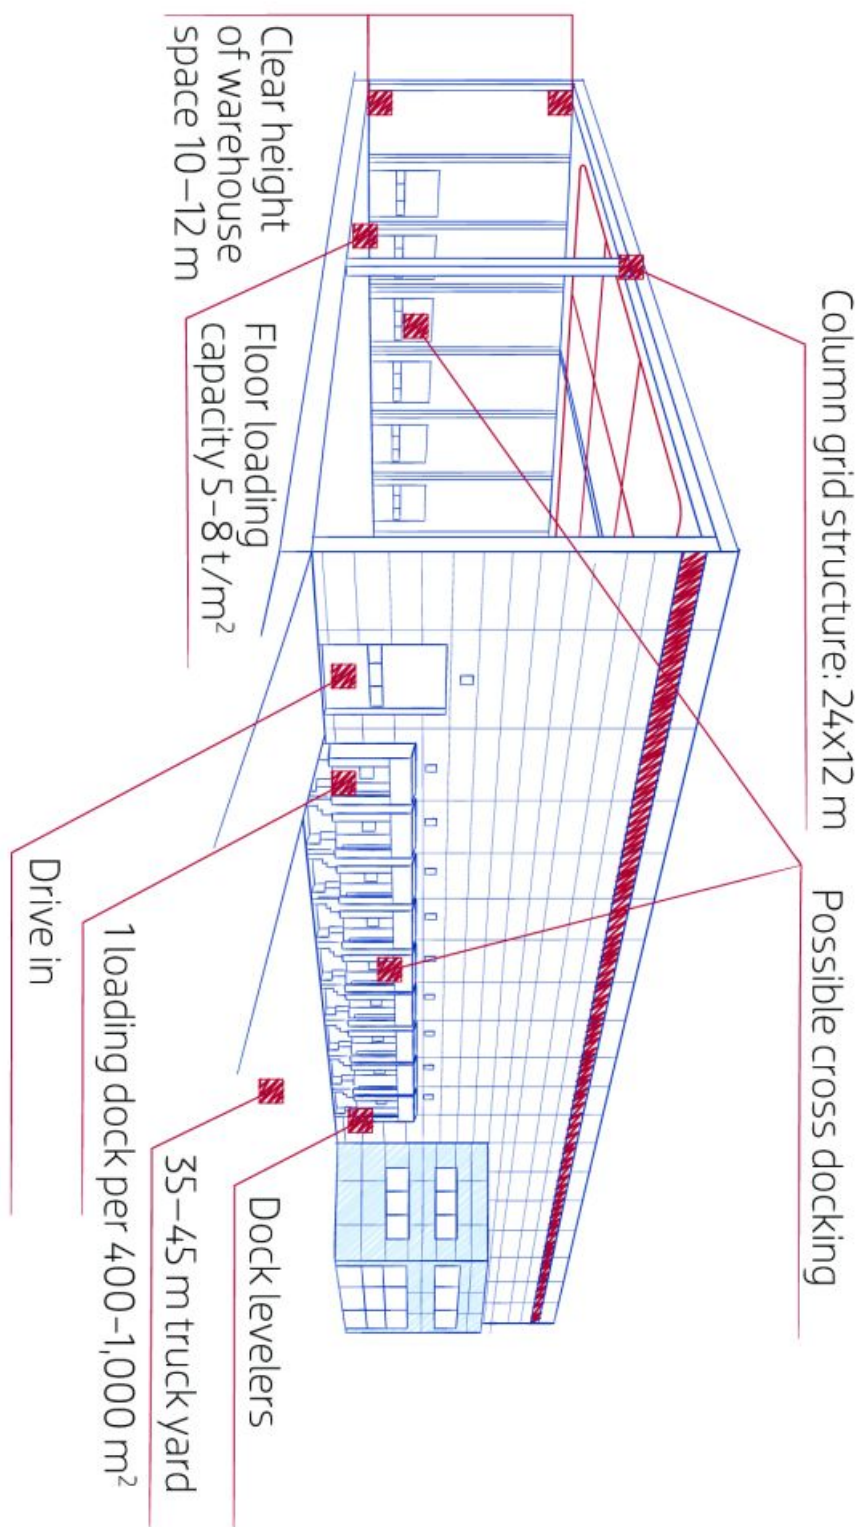 Column grid structure: 24x12 m
Possible cross docking
Clear height
of warehouse
space 10–12 m
Floor loading
capacity 5–8 t/m²
Dock levelers
35–45 m truck yard
1 loading dock per 400–1,000 m²
Drive in